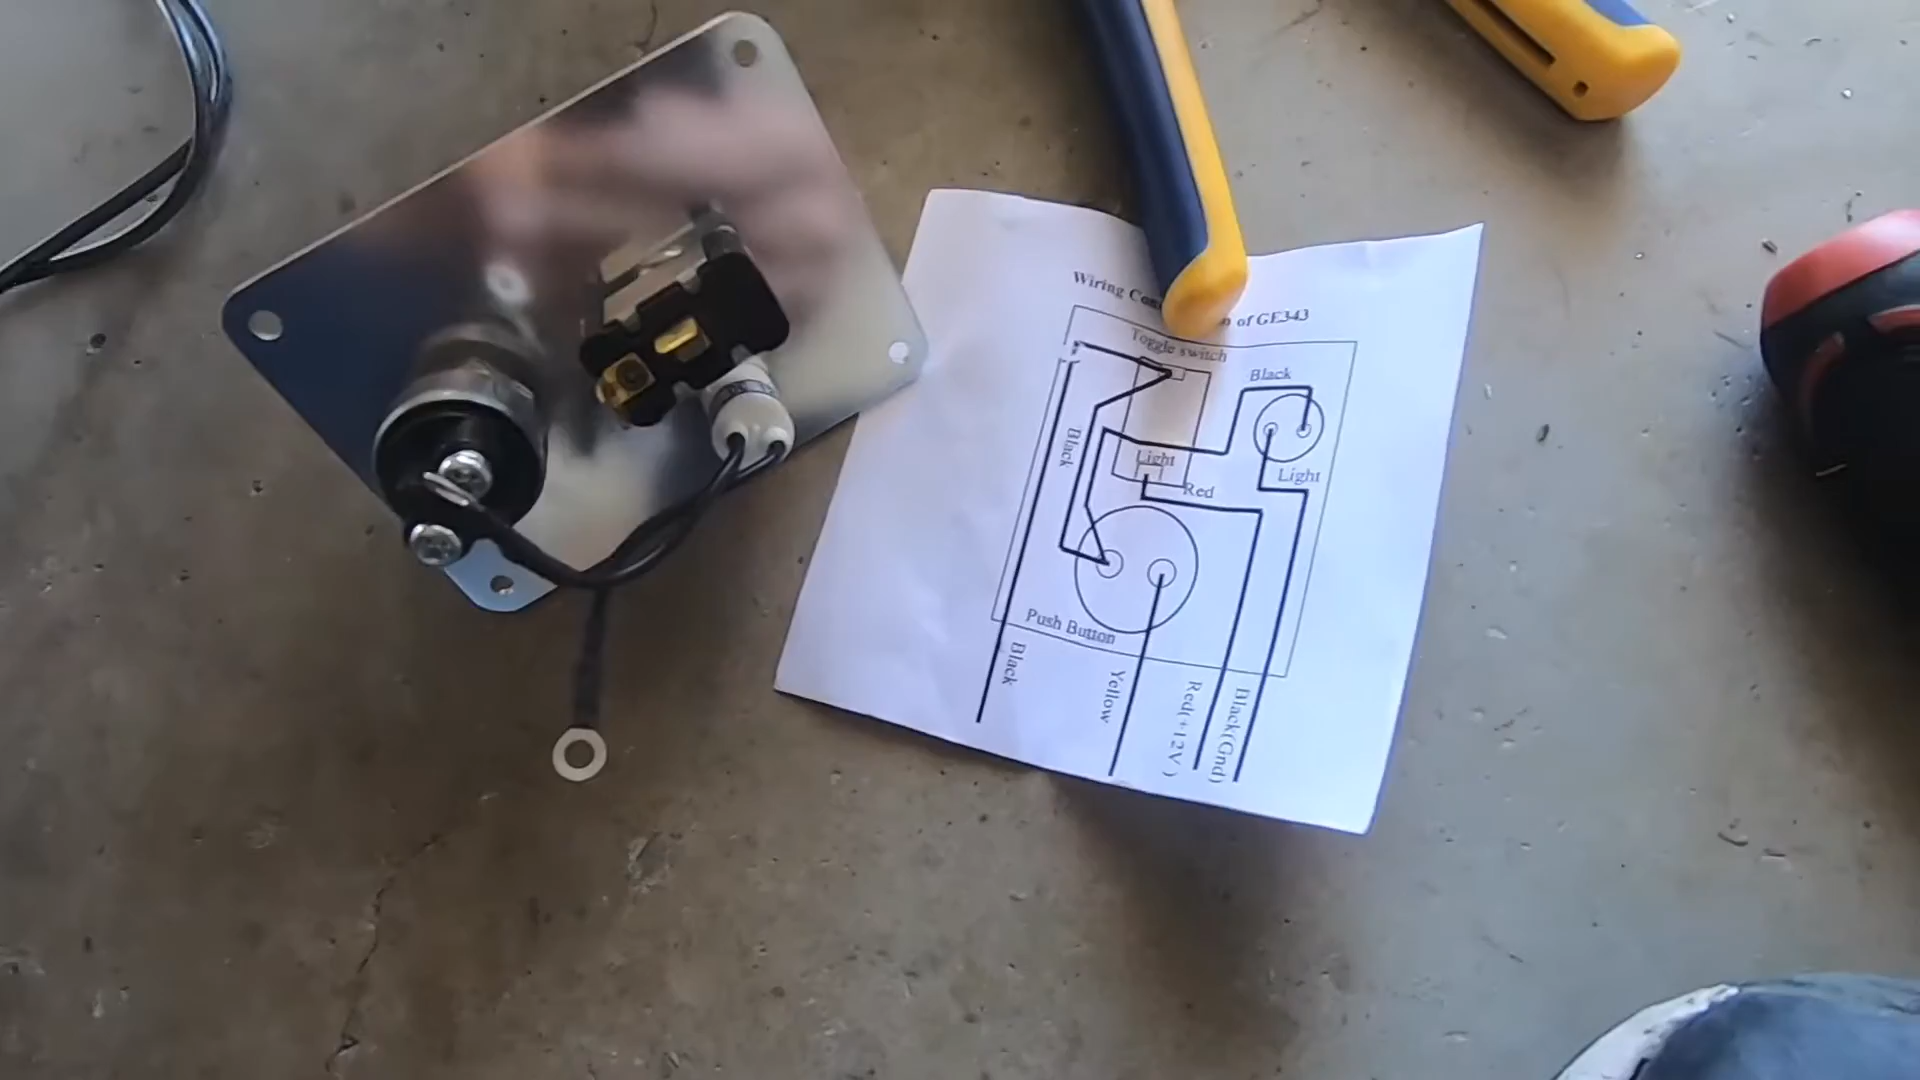 Wiring Con
of GE343
Toggle switch
Black
Black
Light
Light
Red
Push Button
Black
Yellow
Red(+12V)
Black(Gnd)